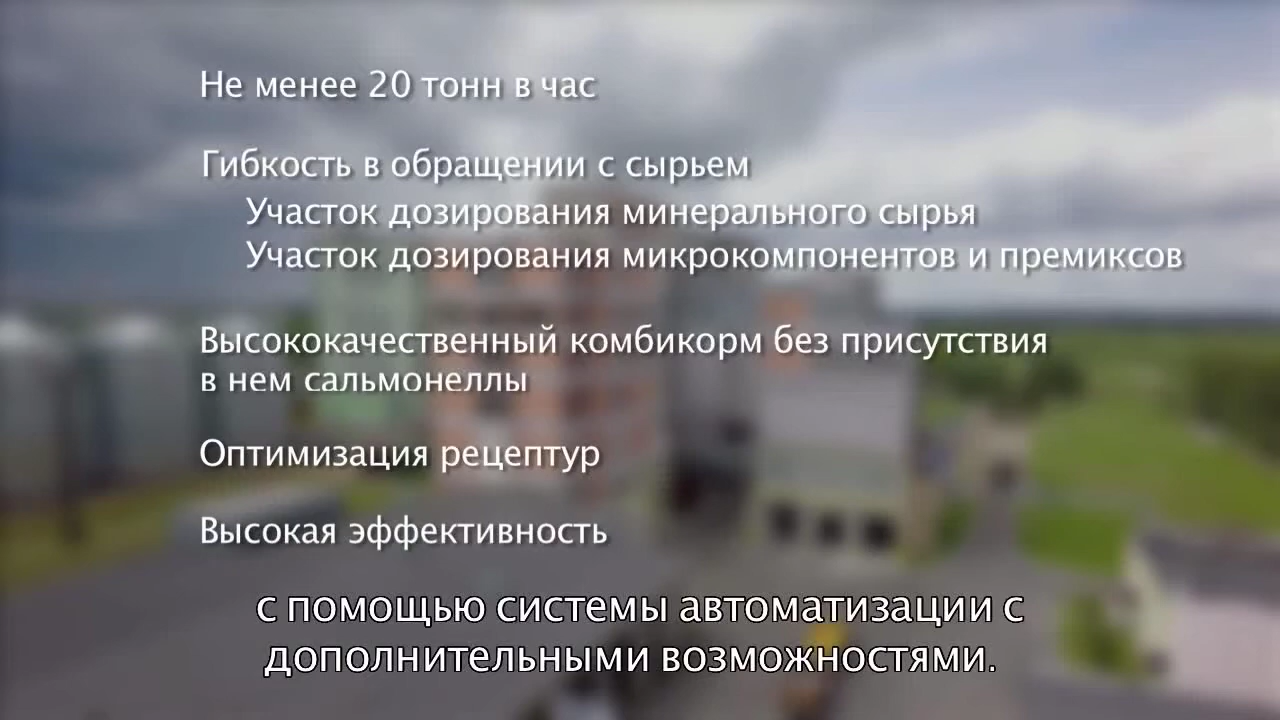 Не менее 20 тонн в час
Гибкость в обращении с сырьем
Участок дозирования минерального сырья
Участок дозирования микрокомпонентов и премиксов
Высококачественный комбикорм без присутствия
в нем сальмонеллы
Оптимизация рецептур
Высокая эффективность
с помощью системы автоматизации с
дополнительными возможностями.